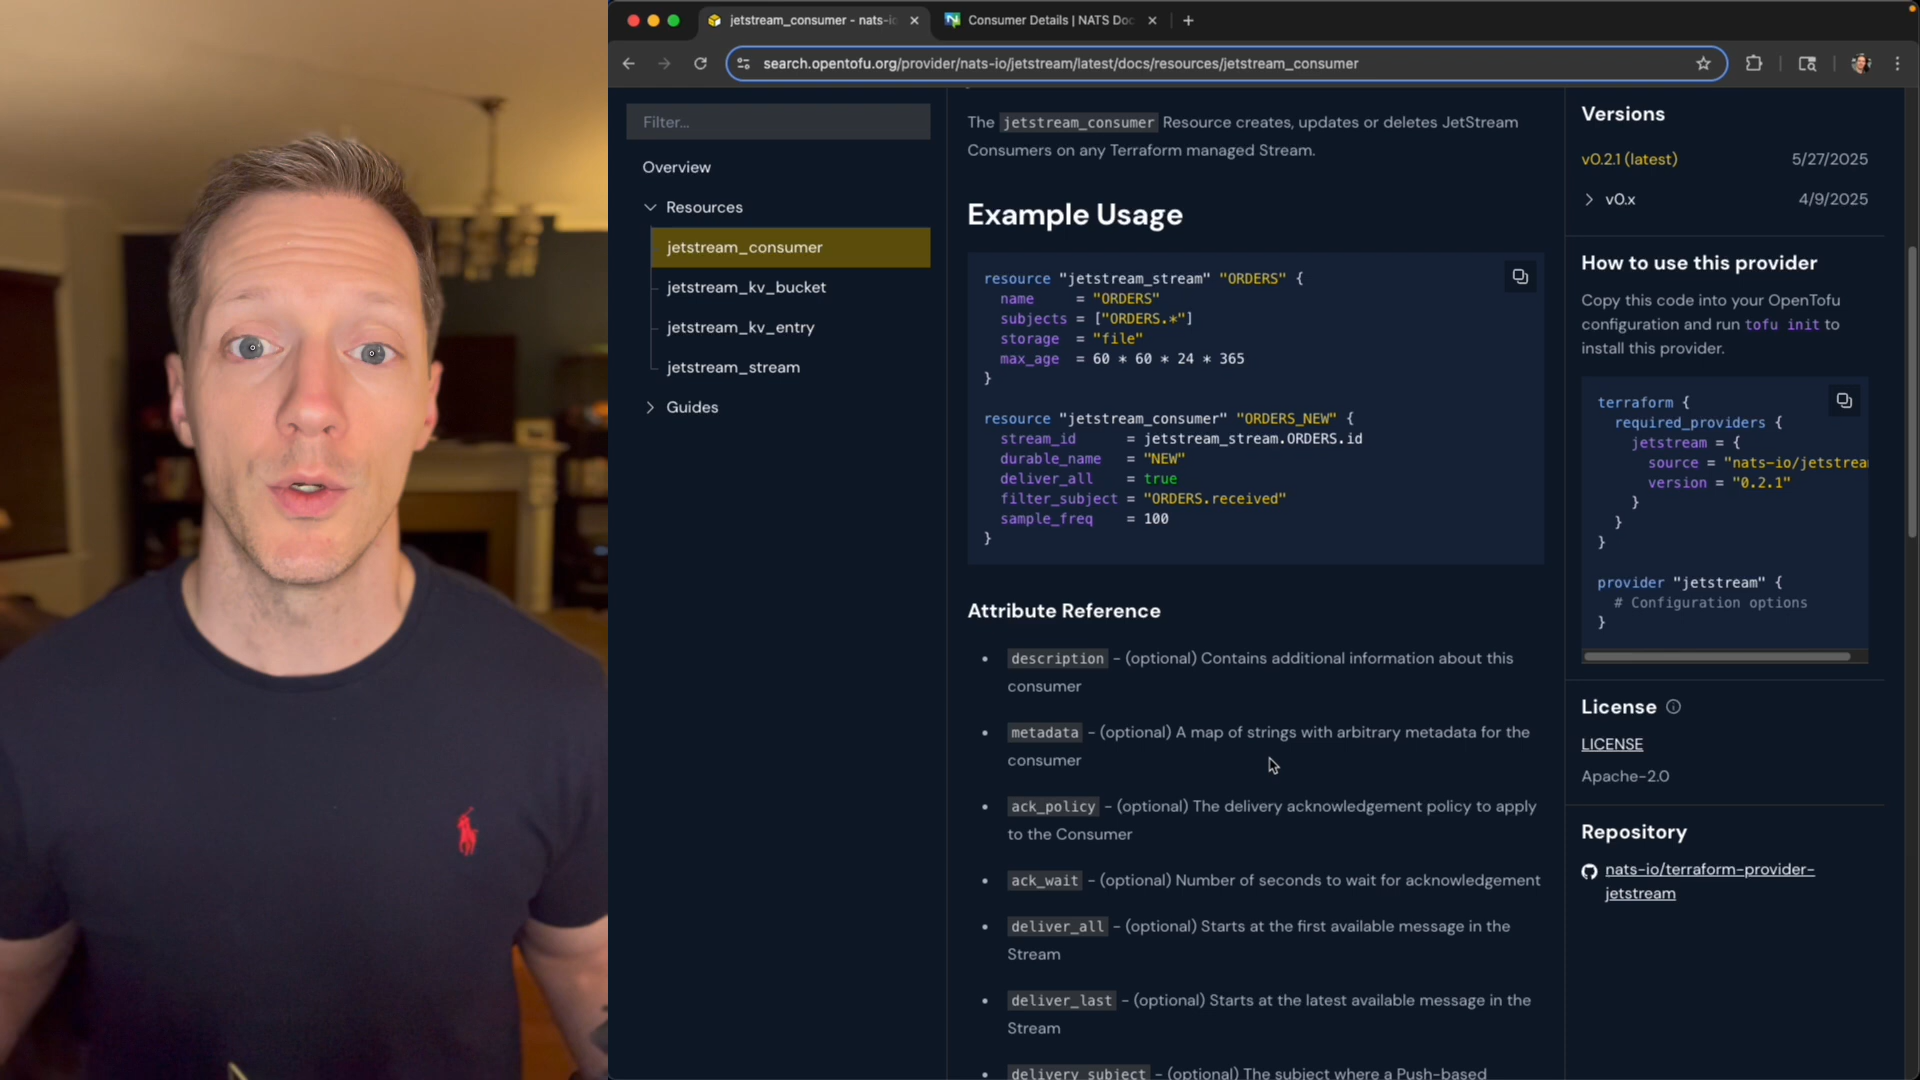 jetstream_consumer - nats-io
Consumer Details | NATS Doc
search.opentofu.org/provider/nats-io/jetstream/latest/docs/resources/jetstream_consumer
Filter...
Overview
Resources
jetstream_consumer
jetstream_kv_bucket
jetstream_kv_entry
jetstream_stream
Guides
The jetstream_consumer Resource creates, updates or deletes JetStream
Consumers on any Terraform managed Stream.
Example Usage
resource "jetstream_stream" "ORDERS" {
  name     = "ORDERS"
  subjects = ["ORDERS.*"]
  storage  = "file"
  max_age  = 60 * 60 * 24 * 365
}
resource "jetstream_consumer" "ORDERS_NEW" {
  stream_id      = jetstream_stream.ORDERS.id
  durable_name   = "NEW"
  deliver_all    = true
  filter_subject = "ORDERS.received"
  sample_freq    = 100
}
Attribute Reference
• description - (optional) Contains additional information about this
consumer
• metadata - (optional) A map of strings with arbitrary metadata for the
consumer
• ack_policy - (optional) The delivery acknowledgement policy to apply
to the Consumer
• ack_wait - (optional) Number of seconds to wait for acknowledgement
• deliver_all - (optional) Starts at the first available message in the
Stream
• deliver_last - (optional) Starts at the latest available message in the
Stream
• delivery_subject - (optional) The subject where a Push-based
Versions
v0.2.1 (latest) 5/27/2025
v0.x 4/9/2025
How to use this provider
Copy this code into your OpenTofu
configuration and run tofu init to
install this provider.
terraform {
  required_providers {
    jetstream = {
      source = "nats-io/jetstrea
      version = "0.2.1"
    }
  }
}
provider "jetstream" {
  # Configuration options
}
License
LICENSE
Apache-2.0
Repository
nats-io/terraform-provider-
jetstream